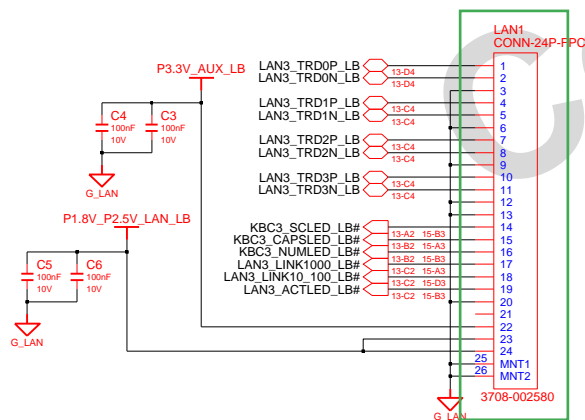 LAN1
CONN-24P-FPC
P3.3V_AUX_LB
LAN3_TRD0P_LB 1
13-D4
LAN3_TRD0N_LB 2
13-D4
3
C4 100nF 10V
C3 100nF 10V
LAN3_TRD1P_LB 4
13-C4
LAN3_TRD1N_LB 5
13-C4
6
LAN3_TRD2P_LB 7
13-C4
LAN3_TRD2N_LB 8
13-C4
9
G_LAN
LAN3_TRD3P_LB 10
13-C4
LAN3_TRD3N_LB 11
13-C4
12
P1.8V_P2.5V_LAN_LB
13
KBC3_SCLED_LB# 14
13-A2 15-B3
KBC3_CAPSLED_LB# 15
13-B2 15-A3
KBC3_NUMLED_LB# 16
13-B2 15-B3
LAN3_LINK1000_LB# 17
13-C2 15-A3
LAN3_LINK10_100_LB# 18
13-C2 15-D3
LAN3_ACTLED_LB# 19
13-C2 15-B3
C5 100nF 10V
C6 100nF 10V
20
21
G_LAN
22
23
24
25 MNT1
26 MNT2
3708-002580
G_LAN